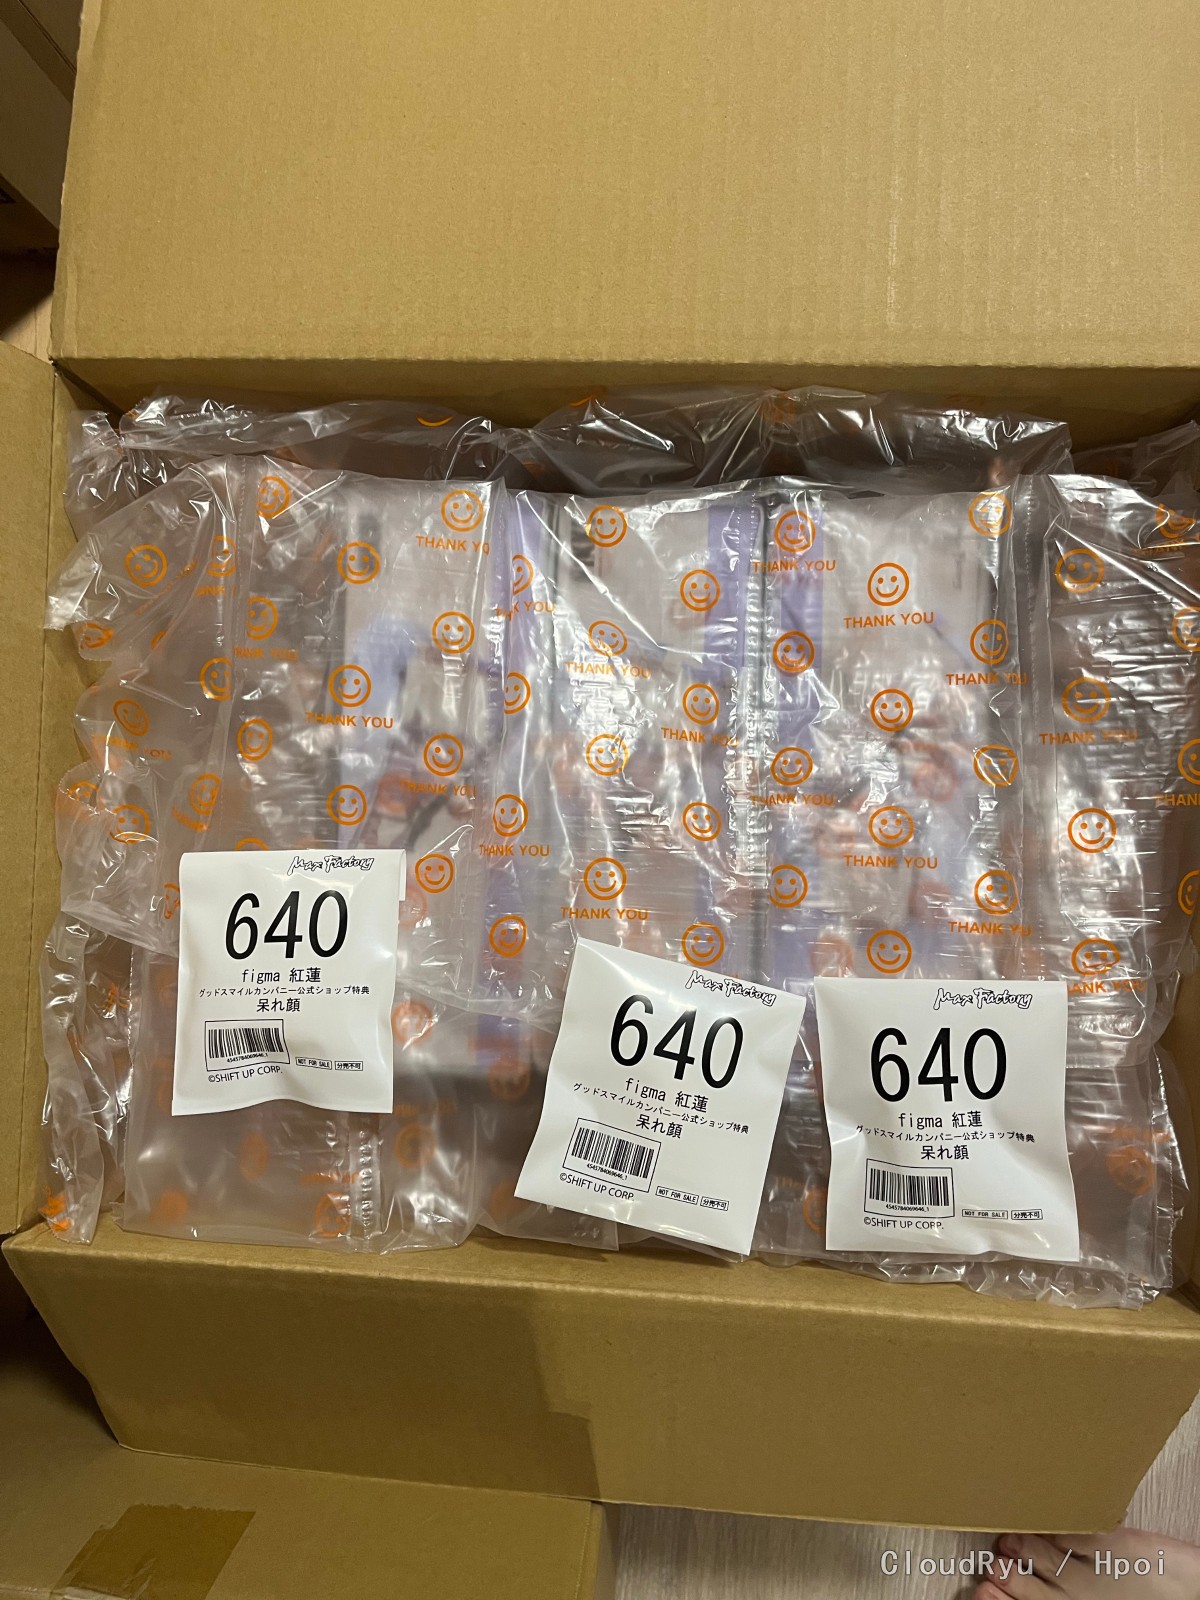 THANK YO
THANK YOU
THANK YOU
THANK YOU
THANK YOU
THANK YOU
THANK YOU
THANK YOU
THANK YOU
THANK YOU
THANK YOU
THANK YOU
THANK YU
Max Factory
640
figma 紅蓮
グッドスマイルカンパニー公式ショップ特典
呆れ顔
4545784069646_1
NOT FOR SALE 分売不可
©SHIFT UP CORP.
Max Factory
640
figma 紅蓮
グッドスマイルカンパニー公式ショップ特典
呆れ顔
4545784069646_1
NOT FOR SALE 分売不可
©SHIFT UP CORP.
Max Factory
640
figma 紅蓮
グッドスマイルカンパニー公式ショップ特典
呆れ顔
4545784069646_1
NOT FOR SALE 分売不可
©SHIFT UP CORP.
CloudRyu / Hpoi